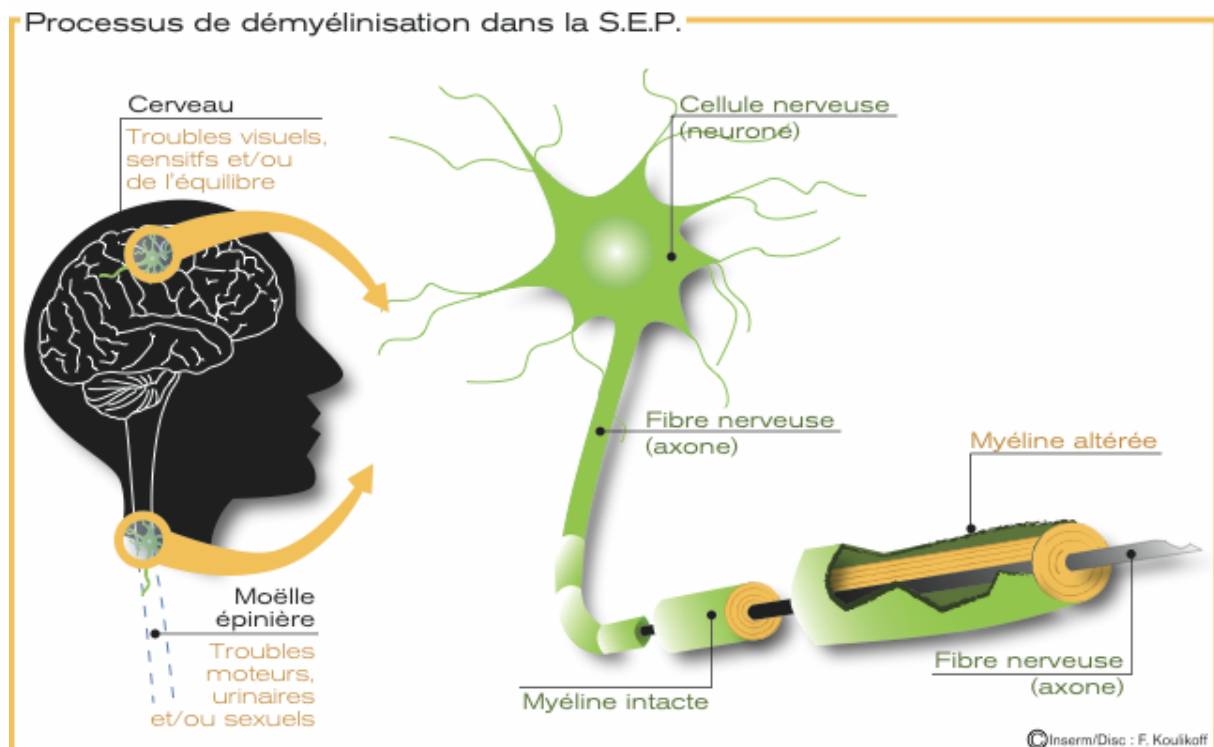 Processus de démyélinisation dans la S.E.P.
Cerveau
Troubles visuels,
sensitfs et/ou
de l'équilibre
Cellule nerveuse
(neurone)
Fibre nerveuse
(axone)
Myéline altérée
Moëlle
épinière
Troubles
moteurs,
urinaires
et/ou sexuels
Myéline intacte
Fibre nerveuse
(axone)
©Inserm/Disc : F. Koulikoff